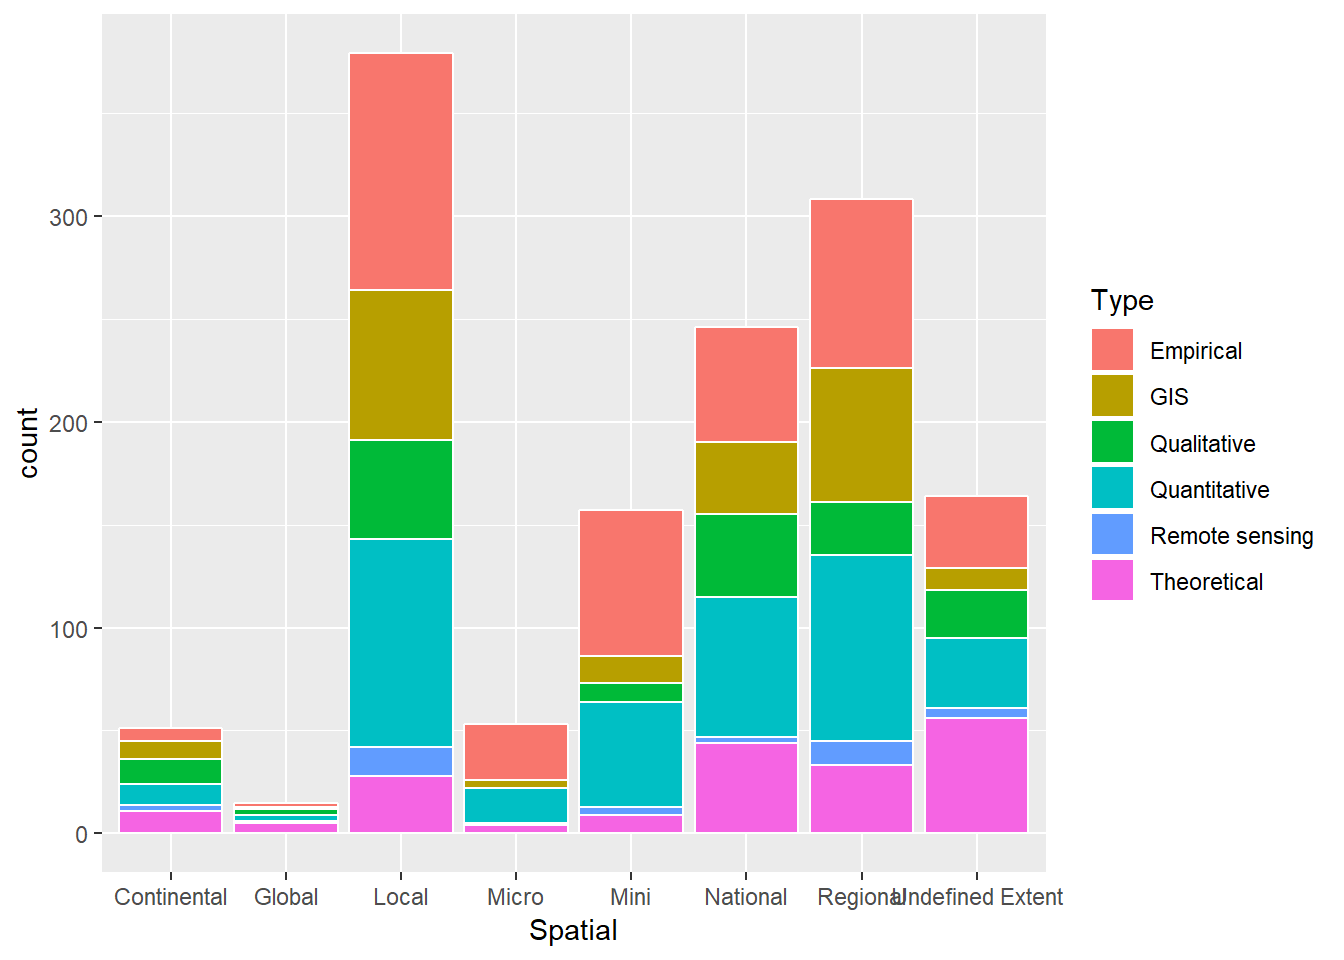 300
200
100
0
count
Continental
Global
Local
Micro
Mini
National
Regional
Undefined Extent
Spatial
Type
Empirical
GIS
Qualitative
Quantitative
Remote sensing
Theoretical